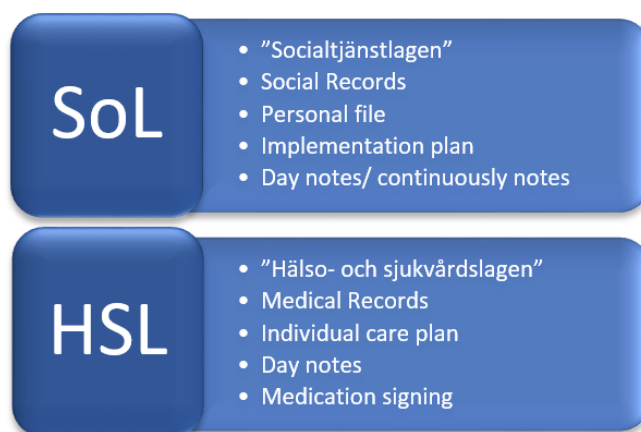 SoL
• ”Socialtjänstlagen”
• Social Records
• Personal file
• Implementation plan
• Day notes/ continuously notes
HSL
• ”Hälso- och sjukvårdslagen”
• Medical Records
• Individual care plan
• Day notes
• Medication signing